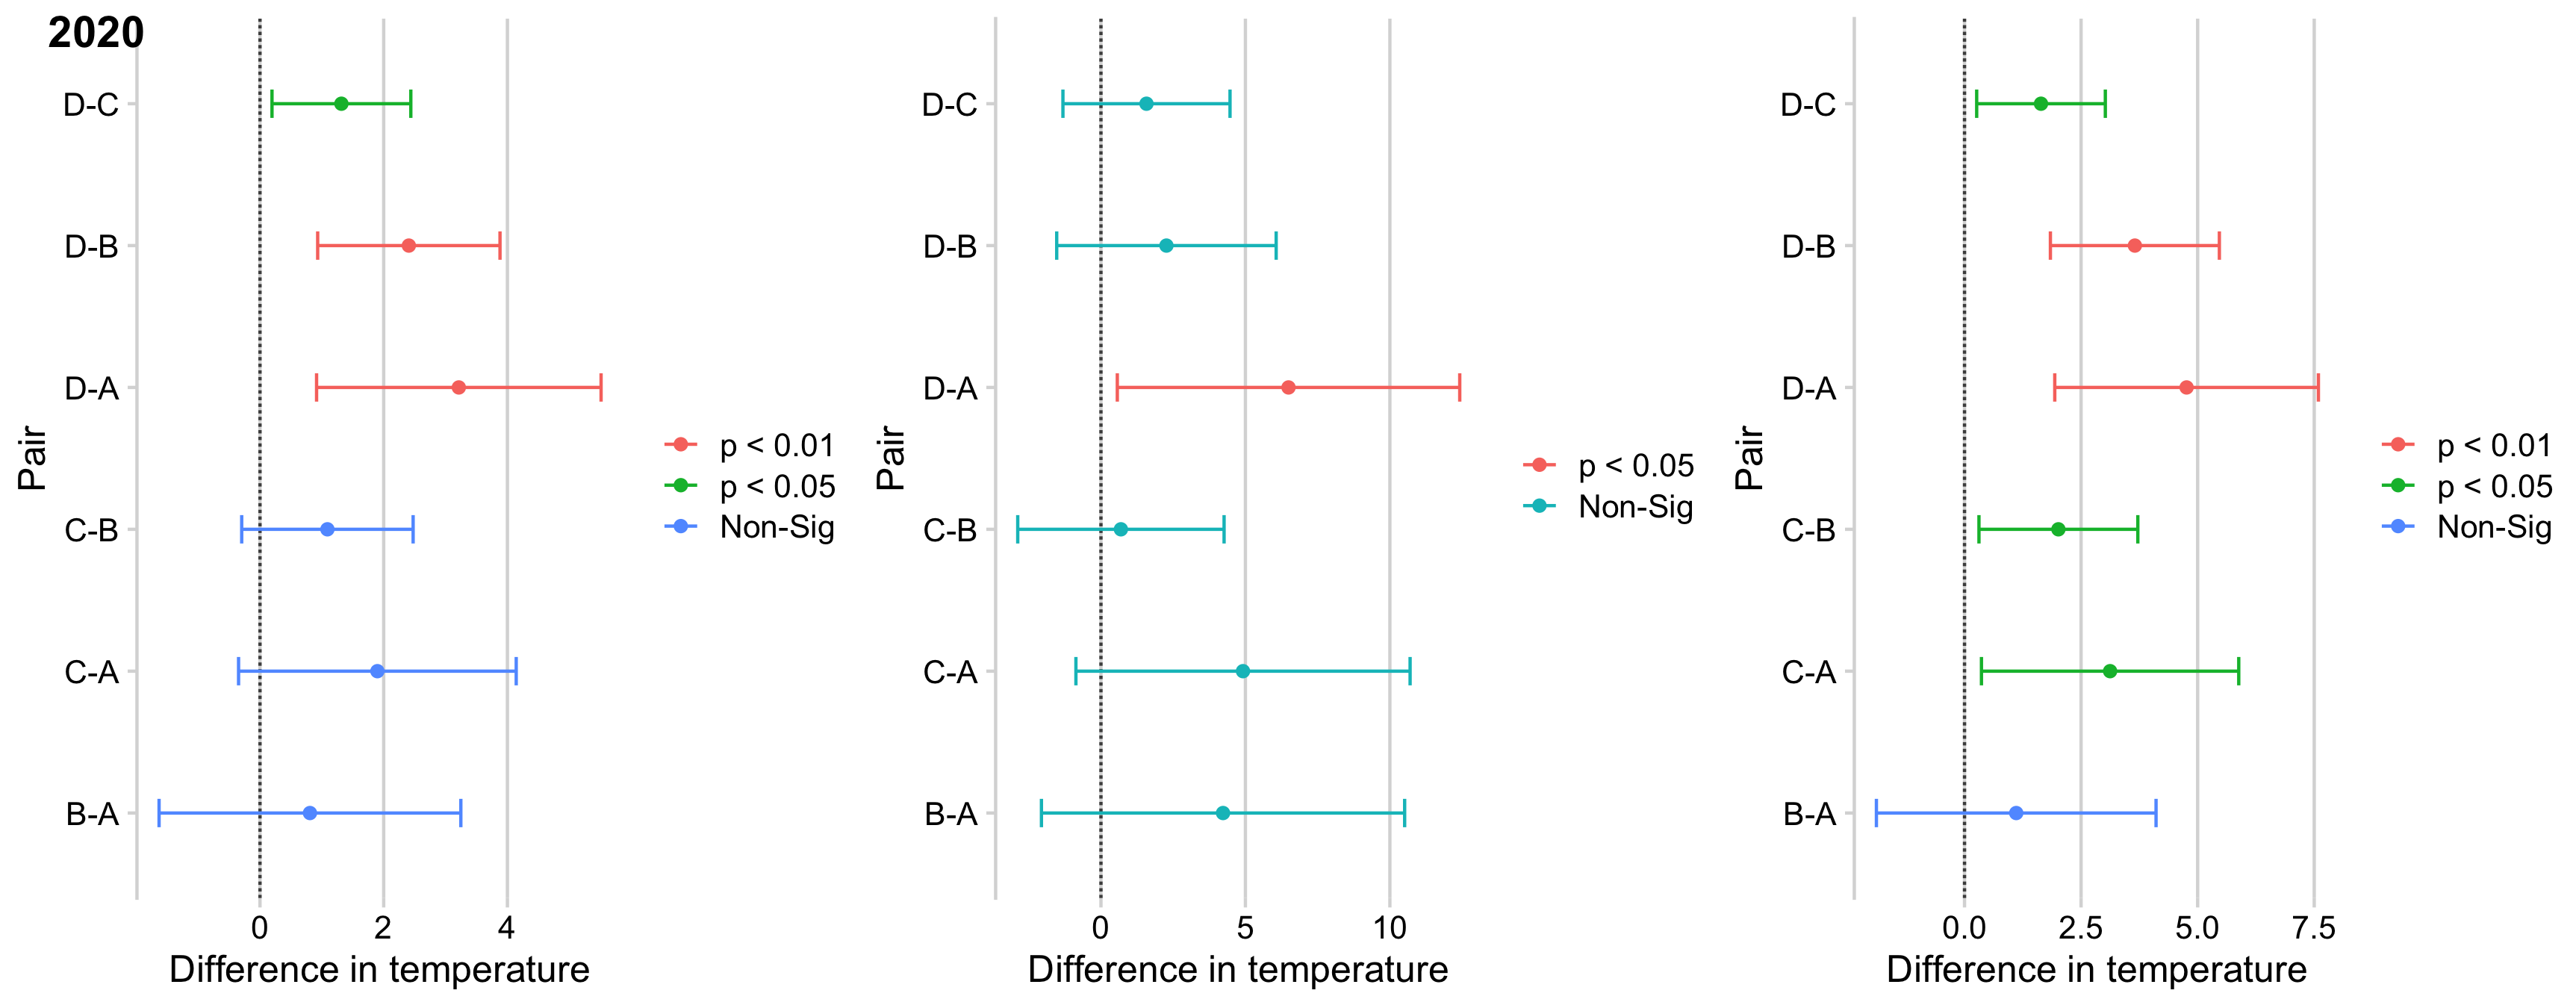 2020
Pair
D-C
D-B
D-A
C-B
C-A
B-A
0 2 4
Difference in temperature
p < 0.01
p < 0.05
Non-Sig
Pair
D-C
D-B
D-A
C-B
C-A
B-A
0 5 10
Difference in temperature
p < 0.05
Non-Sig
Pair
D-C
D-B
D-A
C-B
C-A
B-A
0.0 2.5 5.0 7.5
Difference in temperature
p < 0.01
p < 0.05
Non-Sig